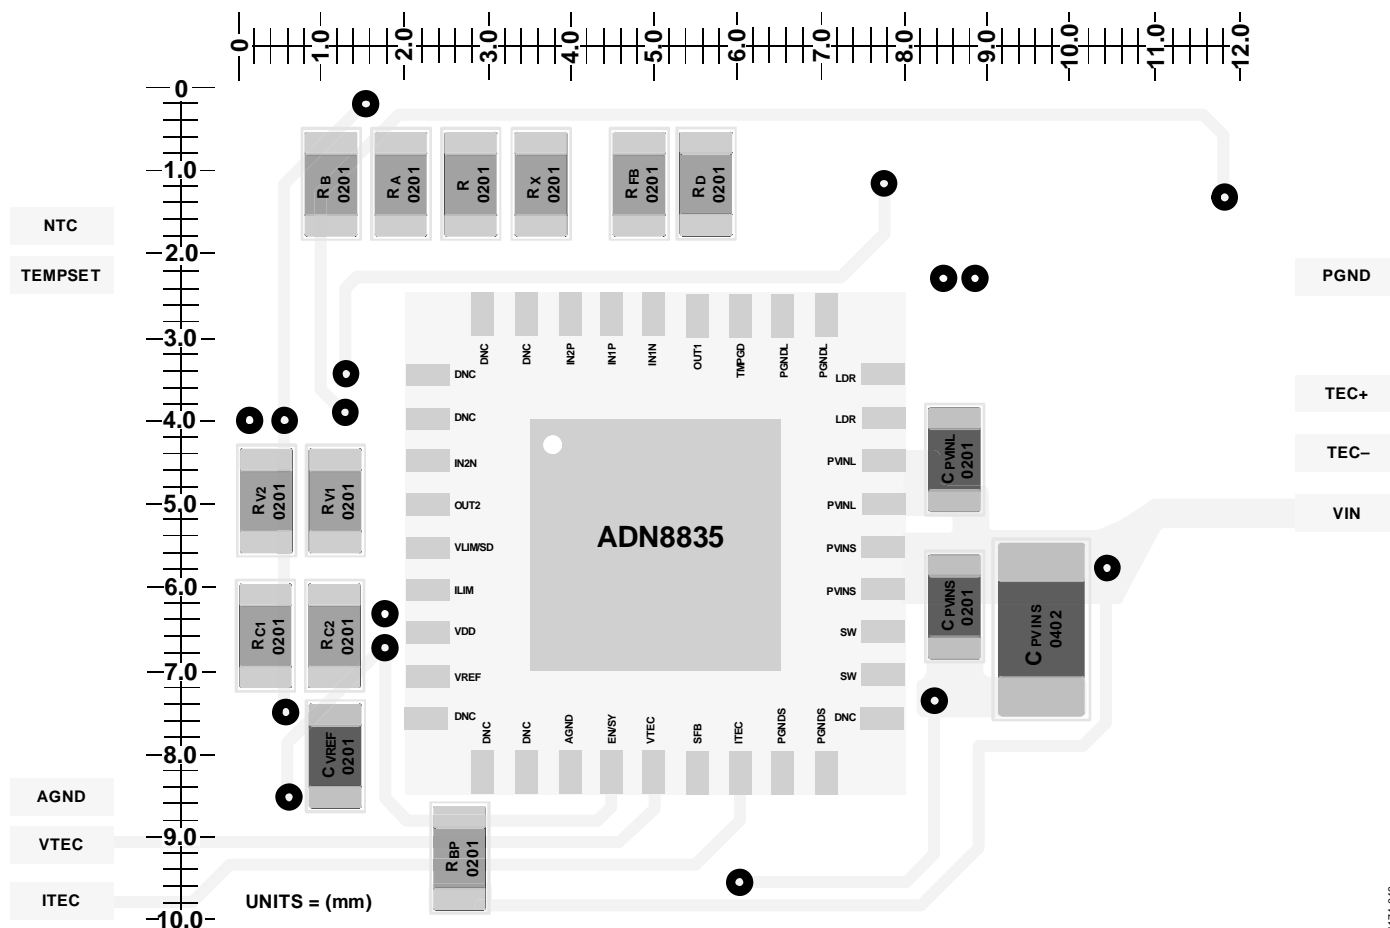 0 1.0 2.0 3.0 4.0 5.0 6.0 7.0 8.0 9.0 10.0 11.0 12.0
0
1.0
2.0
3.0
4.0
5.0
6.0
7.0
8.0
9.0
10.0
RB 0201
RA 0201
R 0201
RX 0201
RFB 0201
RD 0201
NTC
TEMPSET
PGND
TEC+
TEC–
VIN
DNC DNC IN2P IN1P IN1N OUT1 TMPGD PGNDL PGNDL
DNC
DNC
IN2N
OUT2
VLIM/SD
ILIM
VDD
VREF
DNC
LDR
LDR
PVINL
PVINL
PVINS
PVINS
SW
SW
DNC
ADN8835
CPVINL 0201
CPVINS 0201
CPVINS 0402
RV2 0201
RV1 0201
RC1 0201
RC2 0201
CVREF 0201
DNC DNC AGND EN/SY VTEC SFB ITEC PGNDS PGNDS
RBP 0201
AGND
VTEC
ITEC
UNITS = (mm)